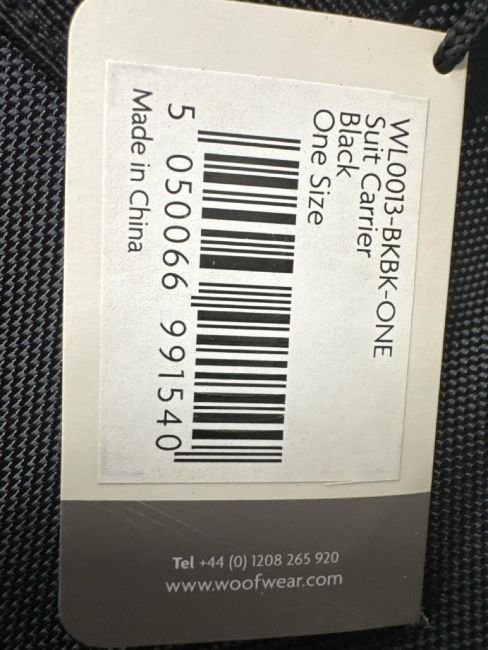 WL0013-BKBK-ONE
Suit Carrier
Black
One Size
5 050066 991540
Made in China
Tel +44 (0) 1208 265 920
www.woofwear.com